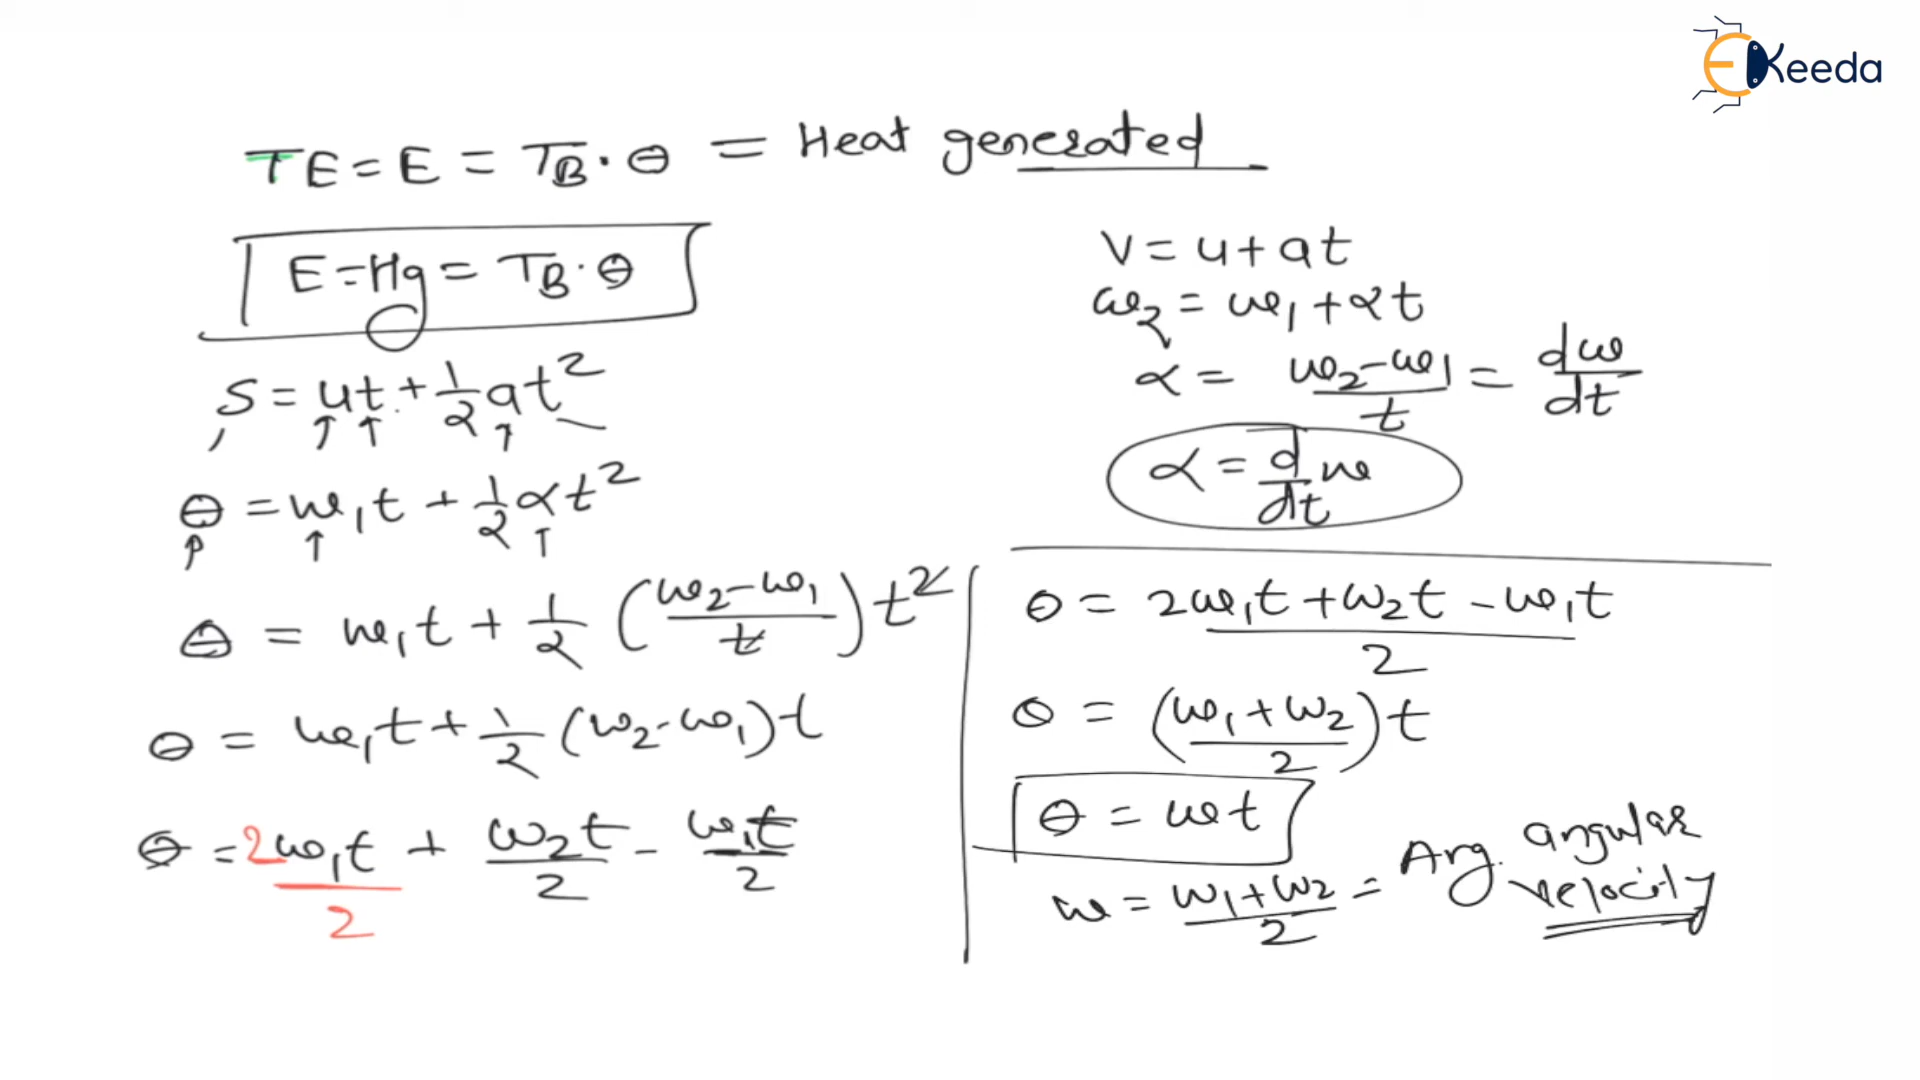 EKeeda
TE = E = TB · θ = Heat generated
E = Hg = TB · θ
S = ut + 1/2 at²
θ = ω₁t + 1/2 αt²
θ = ω₁t + 1/2 (ω₂-ω₁/t) t²
θ = ω₁t + 1/2 (ω₂-ω₁)t
θ = 2ω₁t/2 + ω₂t/2 - ω₁t/2
V = u + at
ω₂ = ω₁ + αt
α = ω₂-ω₁/t = dω/dt
α = d/dt ω
θ = 2ω₁t + ω₂t - ω₁t/2
θ = (ω₁+ω₂/2)t
θ = ωt
ω = ω₁+ω₂/2 = Avg. angular velocity